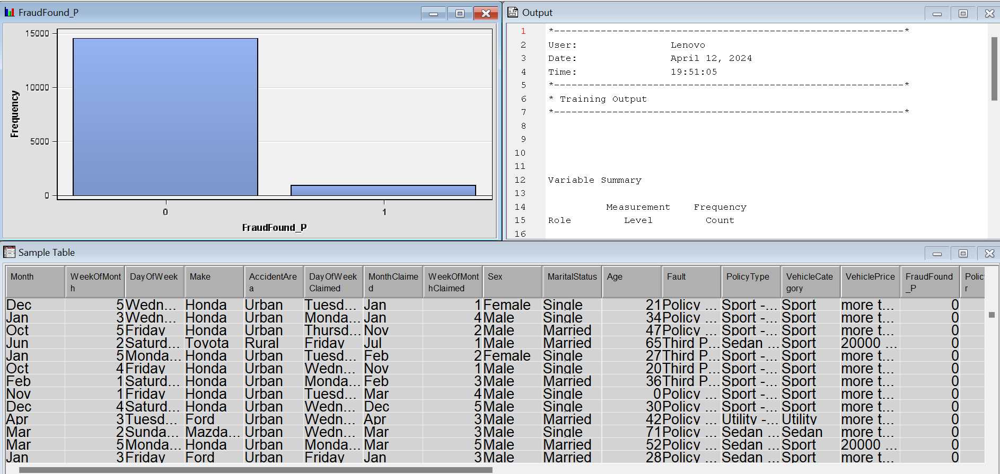 FraudFound_P
15000
10000
5000
0
Frequency
0 1
FraudFound_P
Output
1 *------------------------------------------------------------*
2 User: Lenovo
3 Date: April 12, 2024
4 Time: 19:51:05
5 *------------------------------------------------------------*
6 * Training Output
7 *------------------------------------------------------------*
8
9
10
11
12 Variable Summary
13
14 Measurement Frequency
15 Role Level Count
16
Sample Table
Month WeekOfMont DayOfWeek Make AccidentAre DayOfWeek MonthClaime WeekOfMont Sex MaritalStatus Age Fault PolicyType VehicleCate VehiclePrice FraudFound Polic
h a Claimed d hClaimed gory _P r
Dec 5 Wedn... Honda Urban Tuesd... Jan 1 Female Single 21 Policy ... Sport -... Sport more t... 0
Jan 3 Wedn... Honda Urban Monda... Jan 4 Male Single 34 Policy ... Sport -... Sport more t... 0
Oct 5 Friday Honda Urban Thursd... Nov 2 Male Married 47 Policy ... Sport -... Sport more t... 0
Jun 2 Saturd... Toyota Rural Friday Jul 1 Male Married 65 Third P... Sedan ... Sport 20000 ... 0
Jan 5 Monda... Honda Urban Tuesd... Feb 2 Female Single 27 Third P... Sport -... Sport more t... 0
Oct 4 Friday Honda Urban Wedn... Nov 1 Male Single 20 Third P... Sport -... Sport more t... 0
Feb 1 Saturd... Honda Urban Monda... Feb 3 Male Married 36 Third P... Sport -... Sport more t... 0
Nov 1 Friday Honda Urban Tuesd... Mar 4 Male Single 0 Policy ... Sport -... Sport more t... 0
Dec 4 Saturd... Honda Urban Wedn... Dec 5 Male Single 30 Policy ... Sport -... Sport more t... 0
Apr 3 Tuesd... Ford Urban Wedn... Apr 3 Male Married 42 Policy ... Utility -... Utility more t... 0
Mar 2 Sunda... Mazda... Urban Wedn... Mar 3 Male Single 71 Policy ... Sedan ... Sedan more t... 0
Mar 5 Monda... Honda Urban Monda... Mar 5 Male Married 52 Policy ... Sedan ... Sport 20000 ... 0
Jan 3 Friday Ford Urban Friday Jan 3 Male Married 28 Policy ... Sedan ... Sport more t... 0